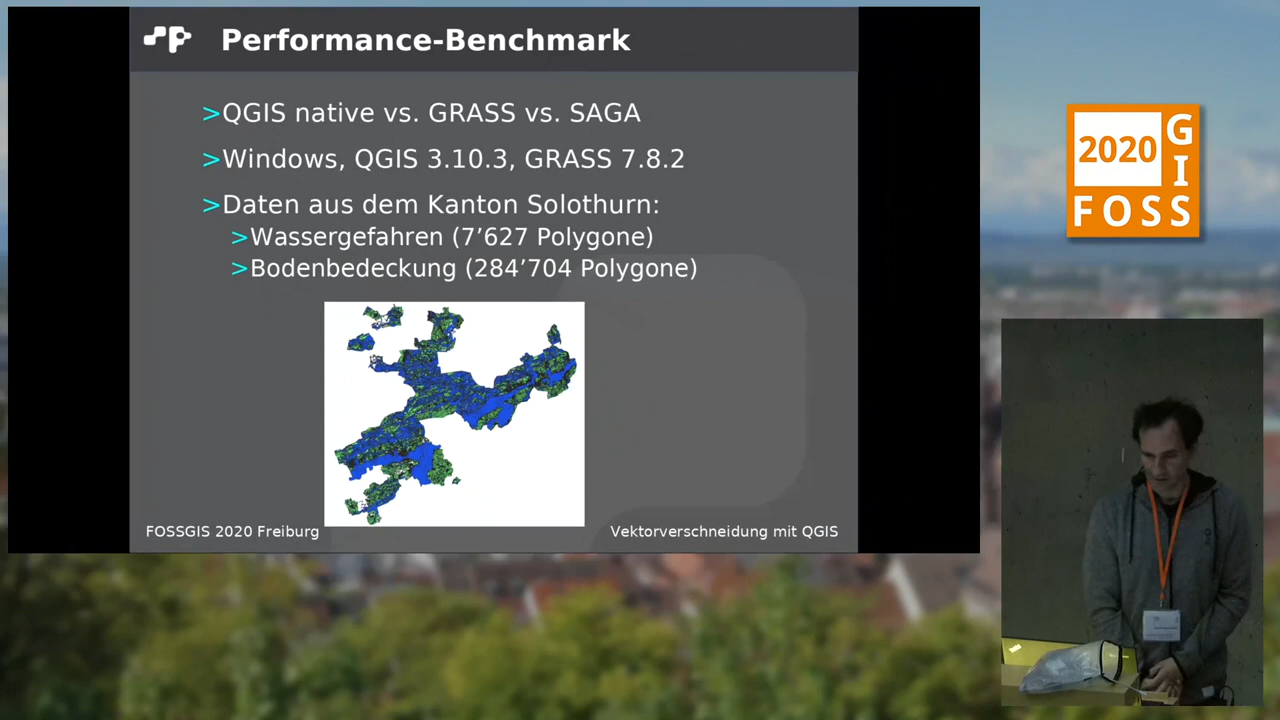 Performance-Benchmark
>QGIS native vs. GRASS vs. SAGA
>Windows, QGIS 3.10.3, GRASS 7.8.2
>Daten aus dem Kanton Solothurn:
>Wassergefahren (7’627 Polygone)
>Bodenbedeckung (284’704 Polygone)
FOSSGIS 2020 Freiburg
Vektorverschneidung mit QGIS
2020
G
I
FOSS